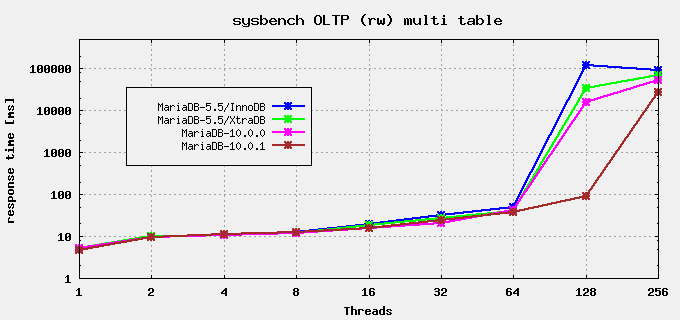 sysbench OLTP (rw) multi table
response time [ms]
100000
10000
1000
100
10
1
MariaDB-5.5/InnoDB
MariaDB-5.5/XtraDB
MariaDB-10.0.0
MariaDB-10.0.1
1 2 4 8 16 32 64 128 256
Threads